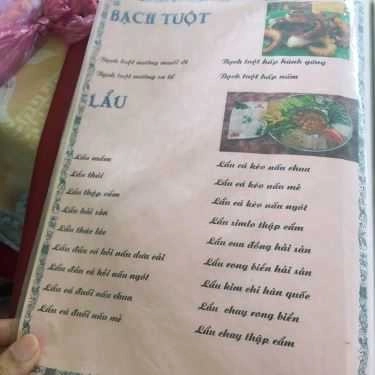 BẠCH TUỘT
Bạch tuột nướng muối ớt
Bạch tuột nướng sa tế
Bạch tuột hấp hành gừng
Bạch tuột hấp mắm
LẨU
Lẩu mắm
Lẩu thái
Lẩu thập cẩm
Lẩu hải sản
Lẩu thác lác
Lẩu đầu cá hồi nấu dưa cải
Lẩu đầu cá hồi nấu ngót
Lẩu cá đuối nấu chua
Lẩu cá đuối nấu mẻ
Lẩu cá kèo nấu chua
Lẩu cá kèo nấu mẻ
Lẩu cá kèo nấu ngót
Lẩu simlo thập cẩm
Lẩu cua đồng hải sản
Lẩu rong biển hải sản
Lẩu kim chi hàn quốc
Lẩu chay rong biển
Lẩu chay thập cẩm